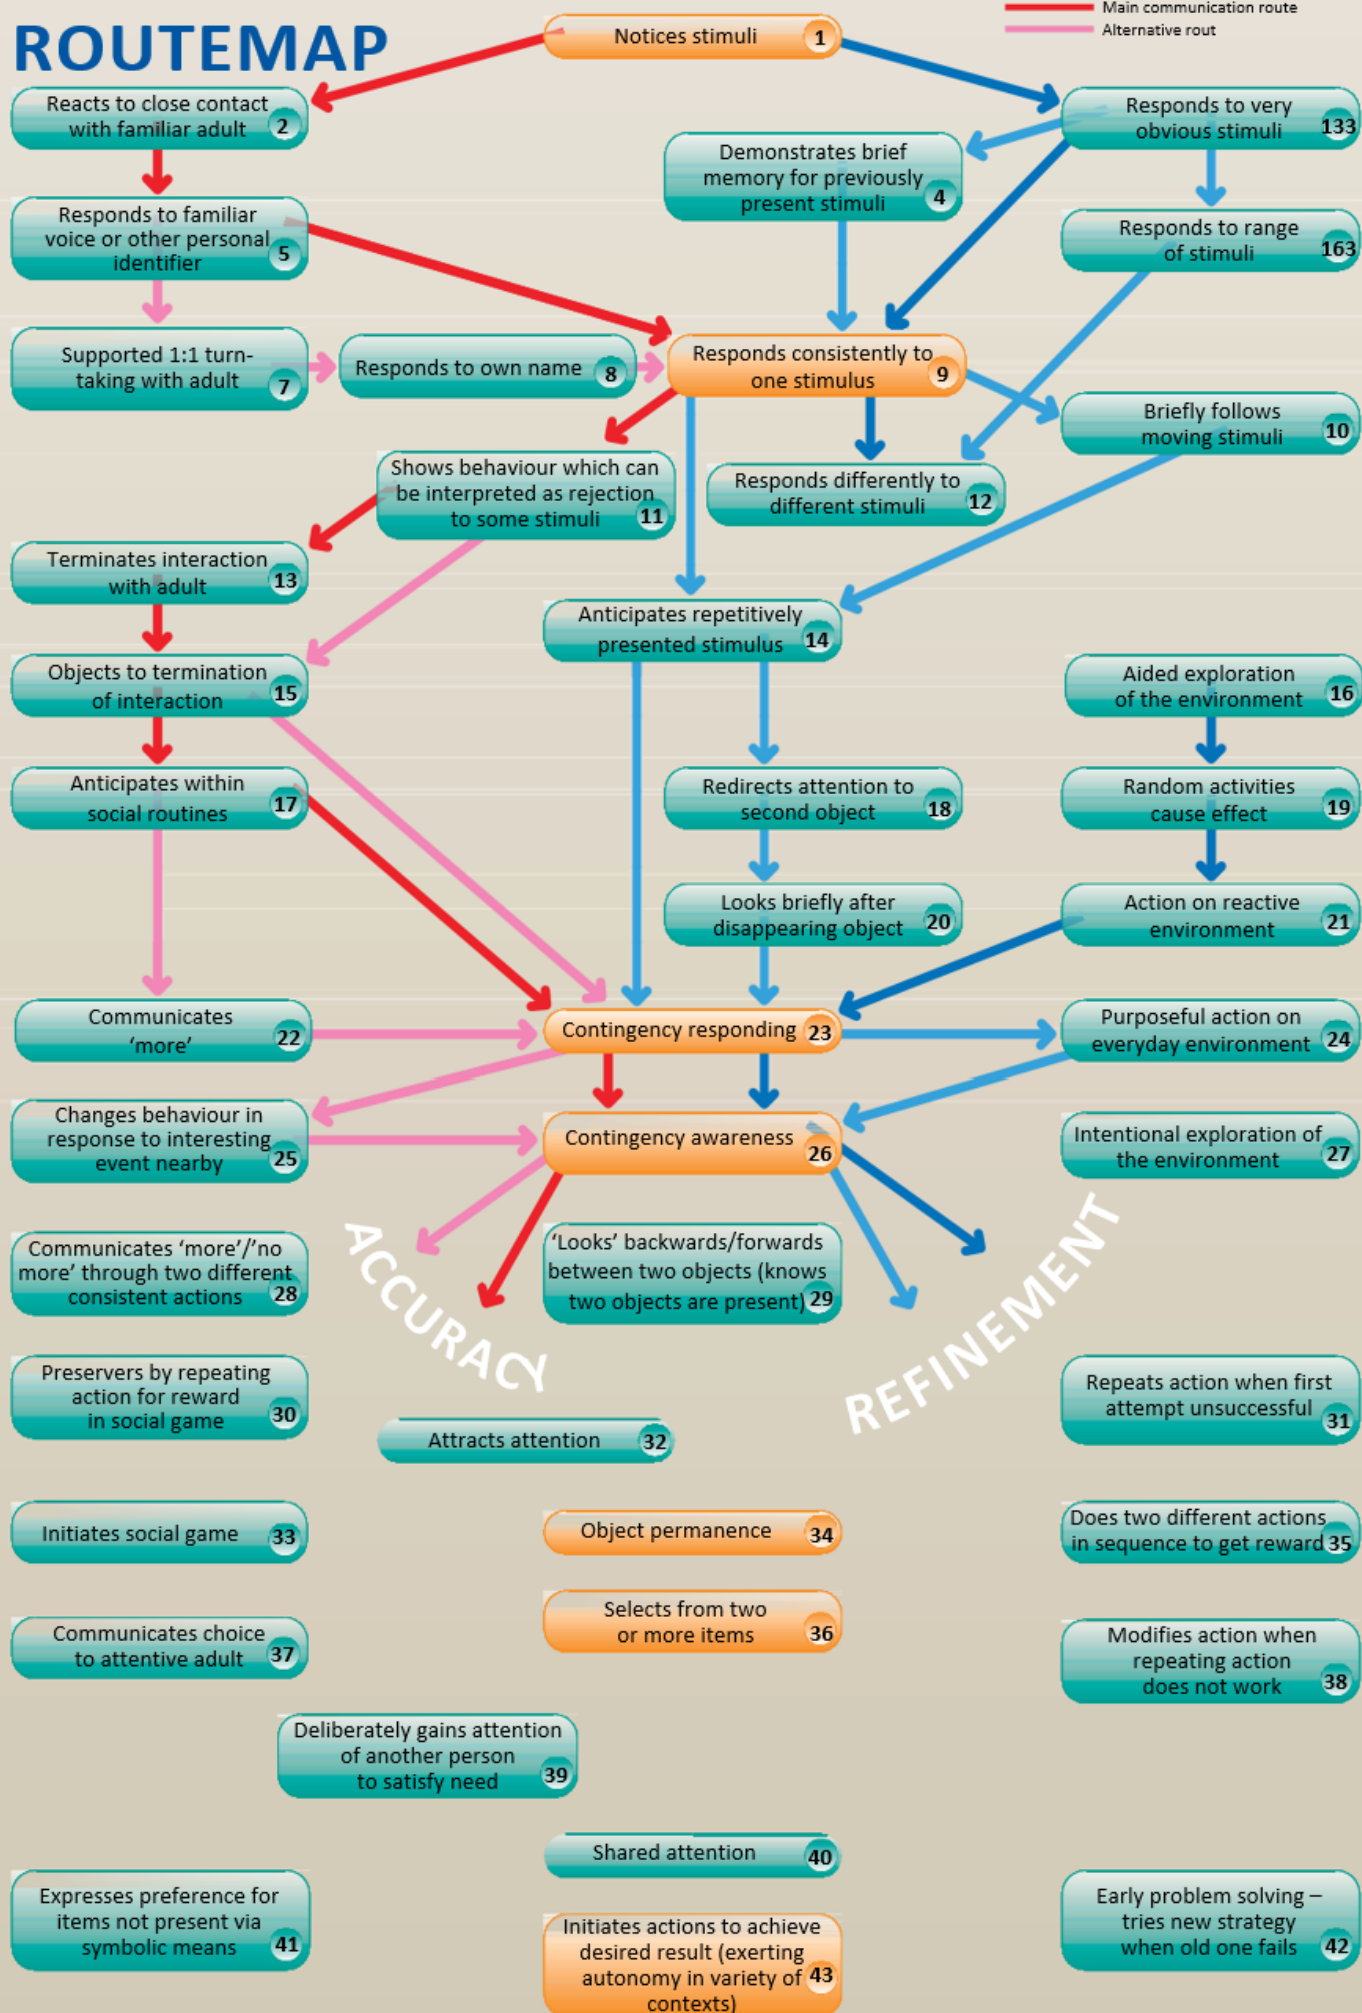 Main communication route
Alternative rout
ROUTEMAP
Notices stimuli 1
Reacts to close contact
with familiar adult 2
Responds to very
obvious stimuli 133
Demonstrates brief
memory for previously
present stimuli 4
Responds to familiar
voice or other personal
identifier 5
Responds to range
of stimuli 163
Supported 1:1 turn-
taking with adult 7
Responds to own name 8
Responds consistently to
one stimulus 9
Briefly follows
moving stimuli 10
Shows behaviour which can
be interpreted as rejection
to some stimuli 11
Responds differently to
different stimuli 12
Terminates interaction
with adult 13
Anticipates repetitively
presented stimulus 14
Objects to termination
of interaction 15
Aided exploration
of the environment 16
Anticipates within
social routines 17
Redirects attention to
second object 18
Random activities
cause effect 19
Looks briefly after
disappearing object 20
Action on reactive
environment 21
Communicates
‘more’ 22
Contingency responding 23
Purposeful action on
everyday environment 24
Changes behaviour in
response to interesting
event nearby 25
Contingency awareness 26
Intentional exploration of
the environment 27
ACCURACY
REFINEMENT
Communicates ‘more’/’no
more’ through two different
consistent actions 28
‘Looks’ backwards/forwards
between two objects (knows
two objects are present) 29
Preservers by repeating
action for reward
in social game 30
Repeats action when first
attempt unsuccessful 31
Attracts attention 32
Initiates social game 33
Object permanence 34
Does two different actions
in sequence to get reward 35
Selects from two
or more items 36
Communicates choice
to attentive adult 37
Modifies action when
repeating action
does not work 38
Deliberately gains attention
of another person
to satisfy need 39
Shared attention 40
Expresses preference for
items not present via
symbolic means 41
Early problem solving –
tries new strategy
when old one fails 42
Initiates actions to achieve
desired result (exerting
autonomy in variety of 43
contexts)